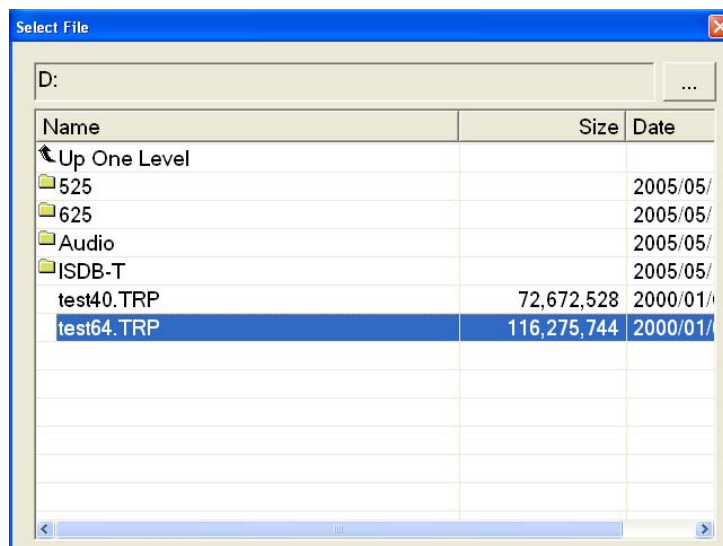 Select File
D:
...
Name Size Date
Up One Level
525 2005/05/
625 2005/05/
Audio 2005/05/
ISDB-T 2005/05/
test40.TRP 72,672,528 2000/01/
test64.TRP 116,275,744 2000/01/